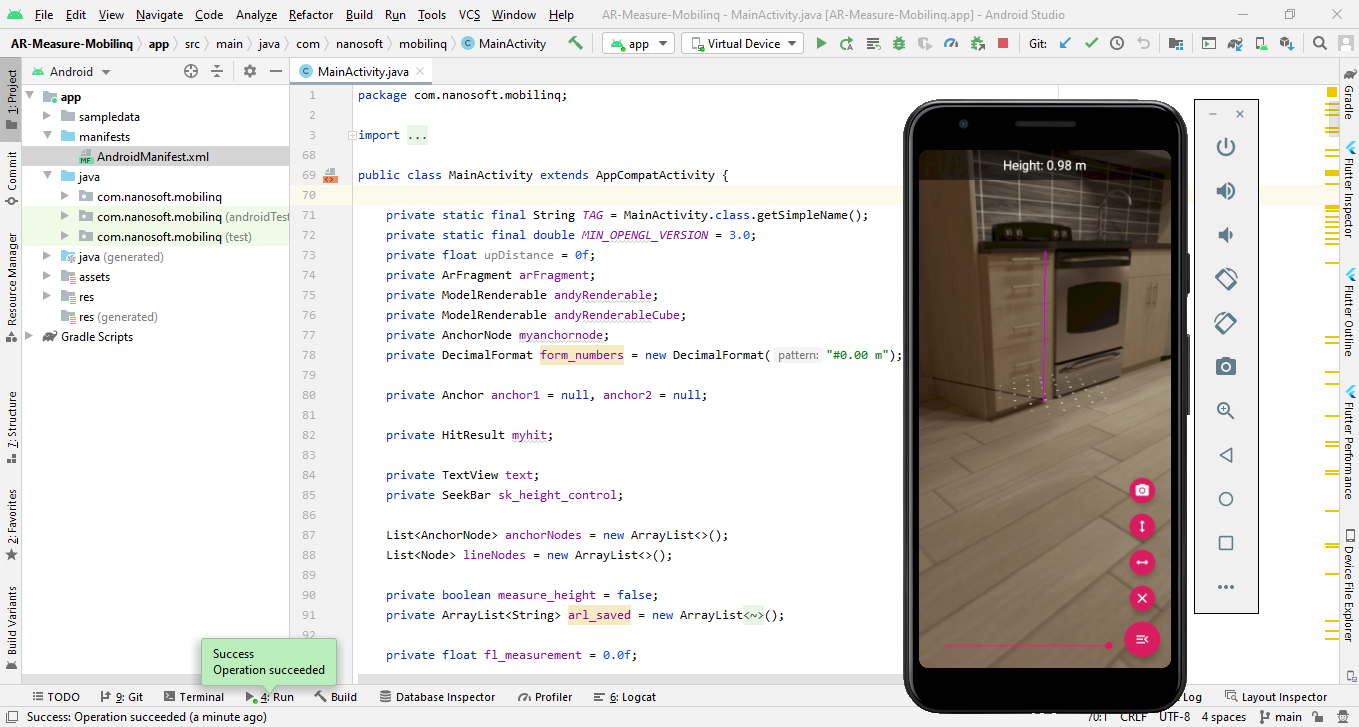 File Edit View Navigate Code Analyze Refactor Build Run Tools VCS Window Help AR-Measure-Mobilinq - MainActivity.java [AR-Measure-Mobilinq.app] - Android Studio
AR-Measure-Mobilinq app src main java com nanosoft mobilinq MainActivity app Virtual Device Git:
Android
MainActivity.java
1: Project
Commit
Resource Manager
7: Structure
2: Favorites
Build Variants
app
sampledata
manifests
AndroidManifest.xml
java
com.nanosoft.mobilinq
com.nanosoft.mobilinq (androidTest
com.nanosoft.mobilinq (test)
java (generated)
assets
res
res (generated)
Gradle Scripts
1 package com.nanosoft.mobilinq;
2
3 import ...
68
69 public class MainActivity extends AppCompatActivity {
70
71 private static final String TAG = MainActivity.class.getSimpleName();
72 private static final double MIN_OPENGL_VERSION = 3.0;
73 private float upDistance = 0f;
74 private ArFragment arFragment;
75 private ModelRenderable andyRenderable;
76 private ModelRenderable andyRenderableCube;
77 private AnchorNode myanchornode;
78 private DecimalFormat form_numbers = new DecimalFormat( pattern: "#0.00 m");
79
80 private Anchor anchor1 = null, anchor2 = null;
81
82 private HitResult myhit;
83
84 private TextView text;
85 private SeekBar sk_height_control;
86
87 List<AnchorNode> anchorNodes = new ArrayList<>();
88 List<Node> lineNodes = new ArrayList<>();
89
90 private boolean measure_height = false;
91 private ArrayList<String> arl_saved = new ArrayList<~>();
92
private float fl_measurement = 0.0f;
Height: 0.98 m
Gradle
Flutter Inspector
Flutter Outline
Flutter Performance
Device File Explorer
Success
Operation succeeded
TODO 9: Git Terminal 4: Run Build Database Inspector Profiler 6: Logcat Log Layout Inspector
Success: Operation succeeded (a minute ago) 70:1 CRLF UTF-8 4 spaces main